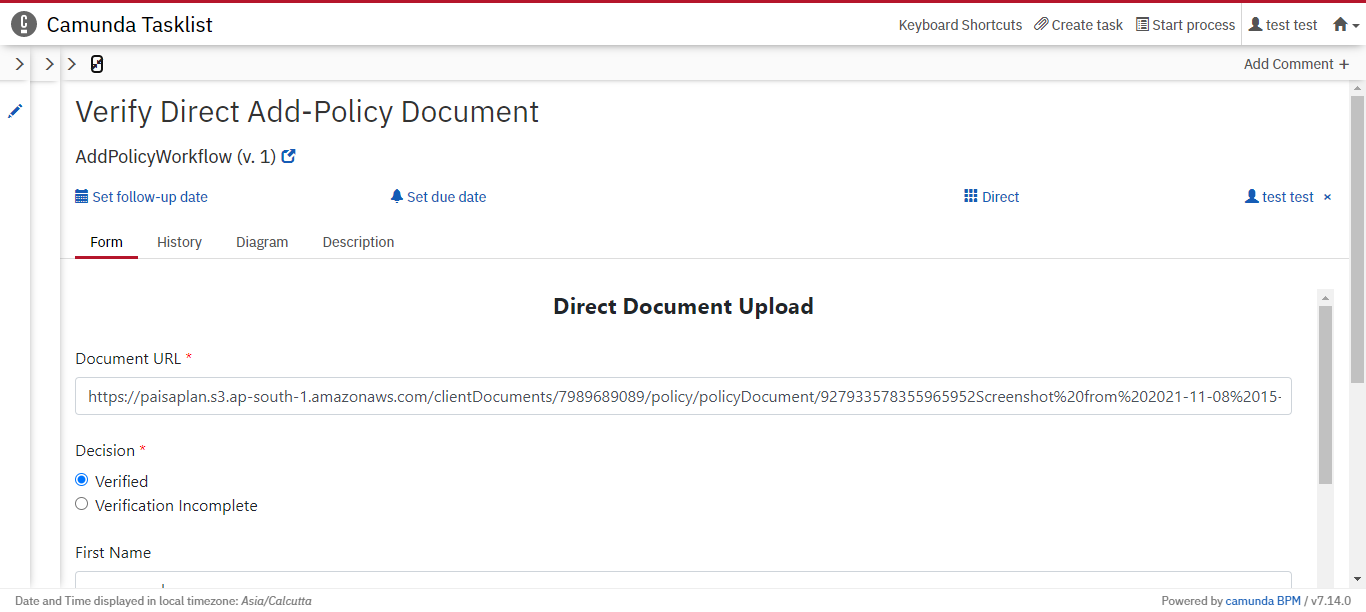 Camunda Tasklist
Keyboard Shortcuts Create task Start process test test
Add Comment +
Verify Direct Add-Policy Document
AddPolicyWorkflow (v. 1)
Set follow-up date Set due date Direct test test ×
Form History Diagram Description
Direct Document Upload
Document URL *
https://paisaplan.s3.ap-south-1.amazonaws.com/clientDocuments/7989689089/policy/policyDocument/927933578355965952Screenshot%20from%202021-11-08%2015-
Decision *
Verified
Verification Incomplete
First Name
Date and Time displayed in local timezone: Asia/Calcutta
Powered by camunda BPM / v7.14.0